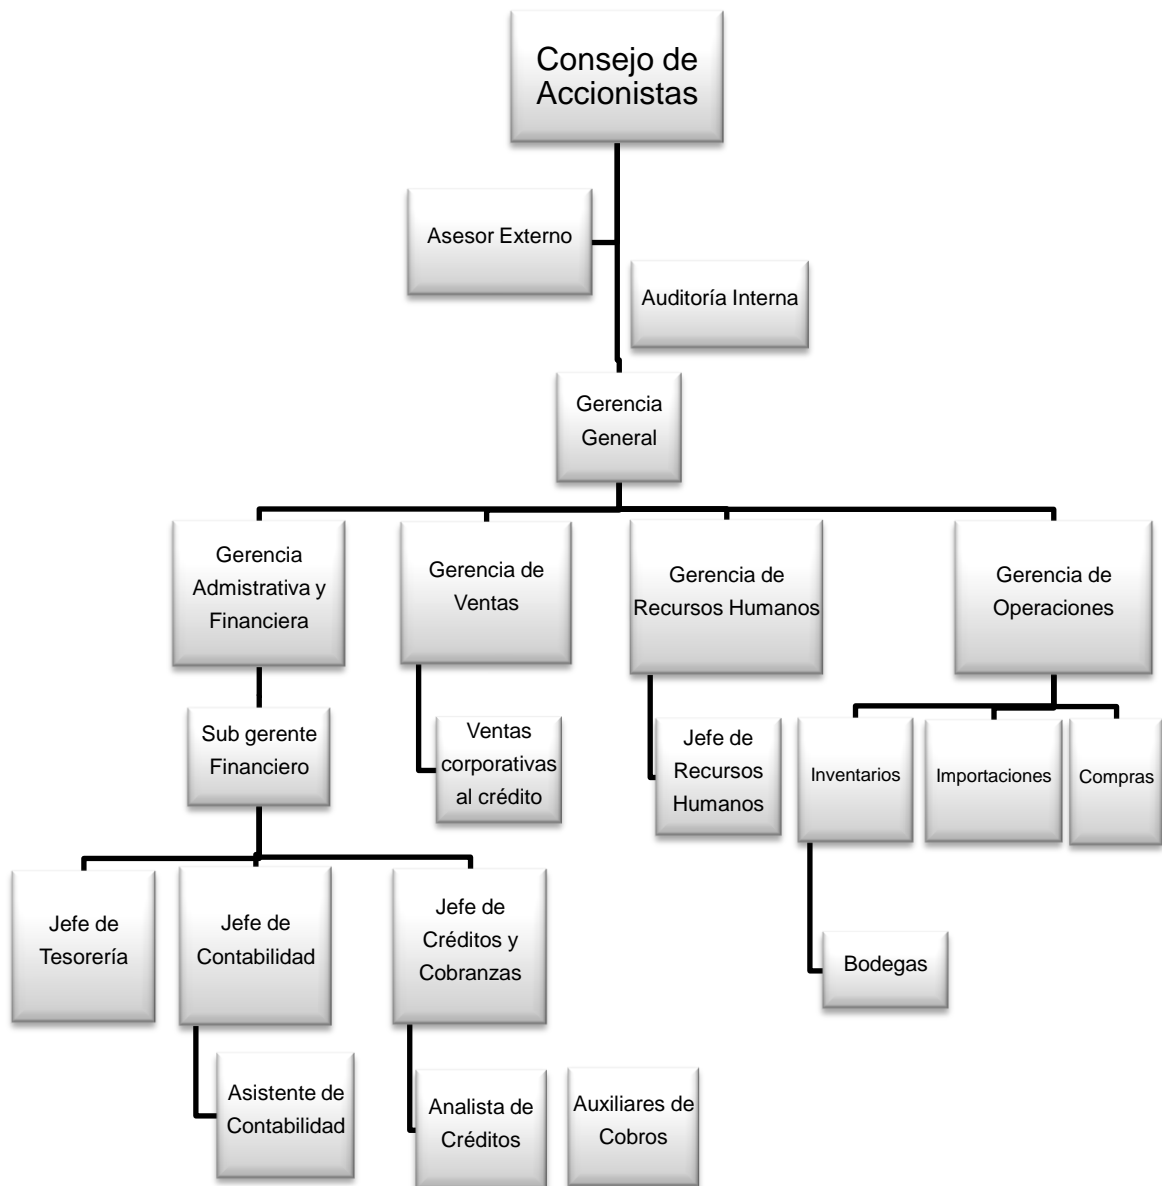 Consejo de
Accionistas
Asesor Externo
Auditoría Interna
Gerencia
General
Gerencia
Admistrativa y
Financiera
Gerencia de
Ventas
Gerencia de
Recursos Humanos
Gerencia de
Operaciones
Sub gerente
Financiero
Ventas
corporativas
al crédito
Jefe de
Recursos
Humanos
Inventarios
Importaciones
Compras
Jefe de
Tesorería
Jefe de
Contabilidad
Jefe de
Créditos y
Cobranzas
Bodegas
Asistente de
Contabilidad
Analista de
Créditos
Auxiliares de
Cobros